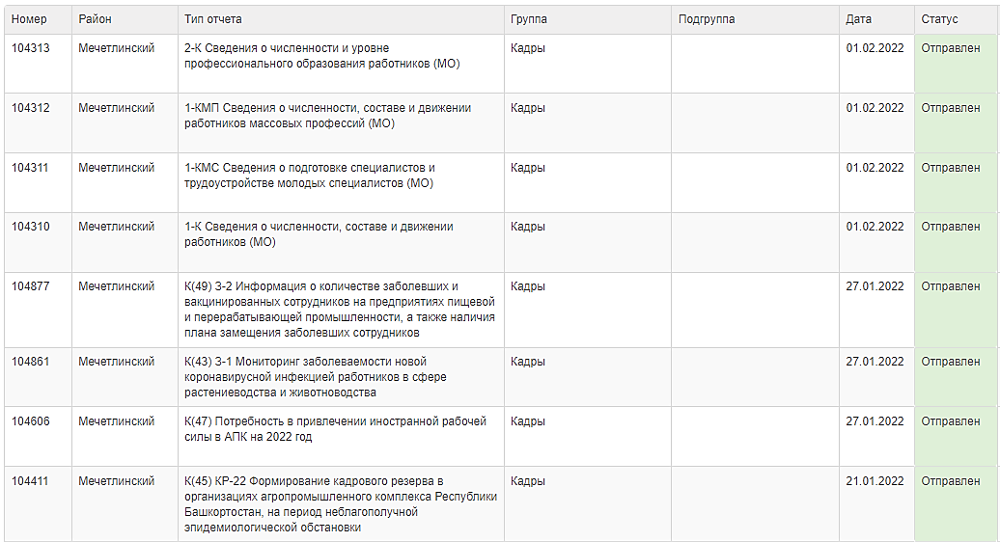 Номер Район Тип отчета Группа Подгруппа Дата Статус
104313 Мечетлинский 2-К Сведения о численности и уровне Кадры 01.02.2022 Отправлен
профессионального образования работников (МО)
104312 Мечетлинский 1-КМП Сведения о численности, составе и движении Кадры 01.02.2022 Отправлен
работников массовых профессий (МО)
104311 Мечетлинский 1-КМС Сведения о подготовке специалистов и Кадры 01.02.2022 Отправлен
трудоустройстве молодых специалистов (МО)
104310 Мечетлинский 1-К Сведения о численности, составе и движении Кадры 01.02.2022 Отправлен
работников (МО)
104877 Мечетлинский К(49) З-2 Информация о количестве заболевших и Кадры 27.01.2022 Отправлен
вакцинированных сотрудников на предприятиях пищевой
и перерабатывающей промышленности, а также наличия
плана замещения заболевших сотрудников
104861 Мечетлинский К(43) З-1 Мониторинг заболеваемости новой Кадры 27.01.2022 Отправлен
коронавирусной инфекцией работников в сфере
растениеводства и животноводства
104606 Мечетлинский К(47) Потребность в привлечении иностранной рабочей Кадры 27.01.2022 Отправлен
силы в АПК на 2022 год
104411 Мечетлинский К(45) КР-22 Формирование кадрового резерва в Кадры 21.01.2022 Отправлен
организациях агропромышленного комплекса Республики
Башкортостан, на период неблагополучной
эпидемиологической обстановки